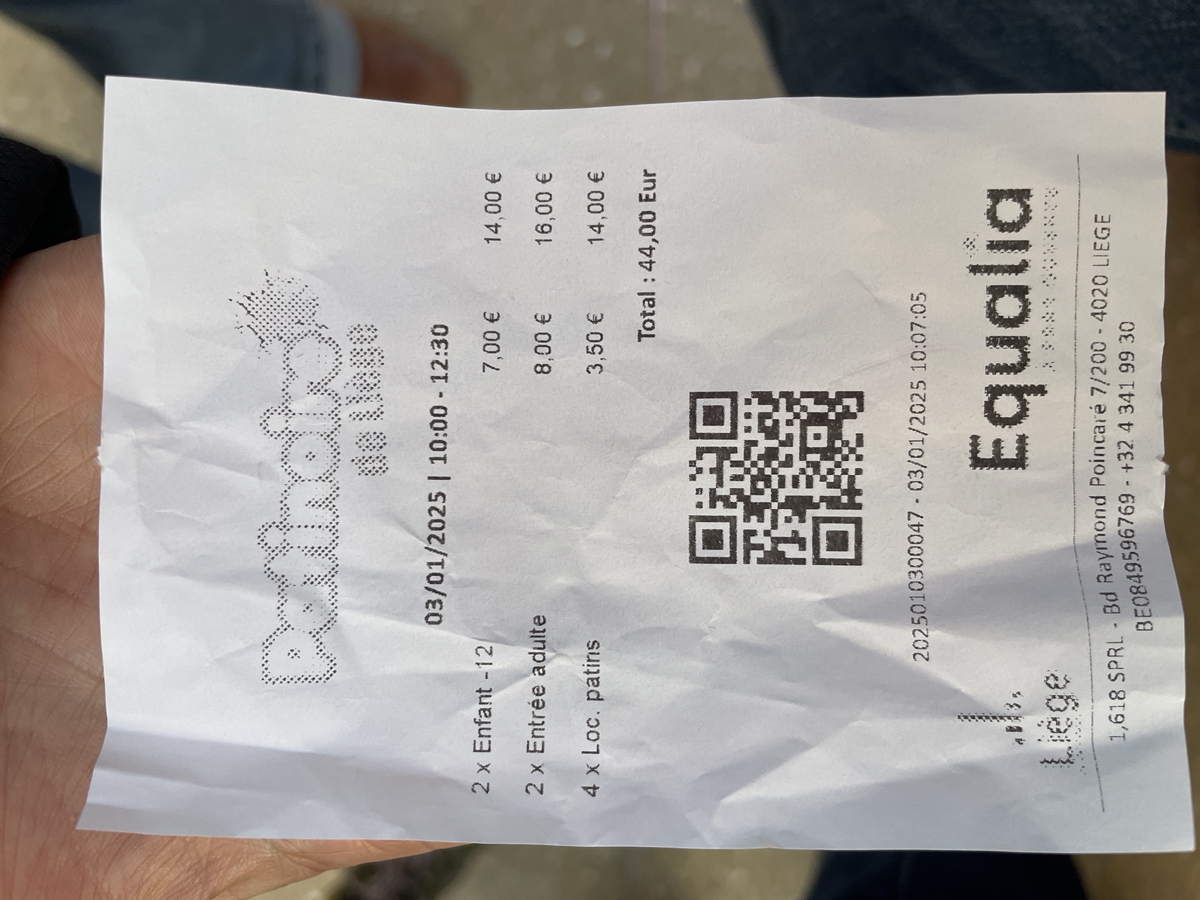 Patinoire
de Liège
03/01/2025 | 10:00 - 12:30
2 x Enfant -12 7,00 € 14,00 €
2 x Entrée adulte 8,00 € 16,00 €
4 x Loc. patins 3,50 € 14,00 €
Total : 44,00 Eur
2025010300047 - 03/01/2025 10:07:05
Liège
Equalia
1,618 SPRL - Bd Raymond Poincaré 7/200 - 4020 LIEGE
BE0849596769 - +32 4 341 99 30